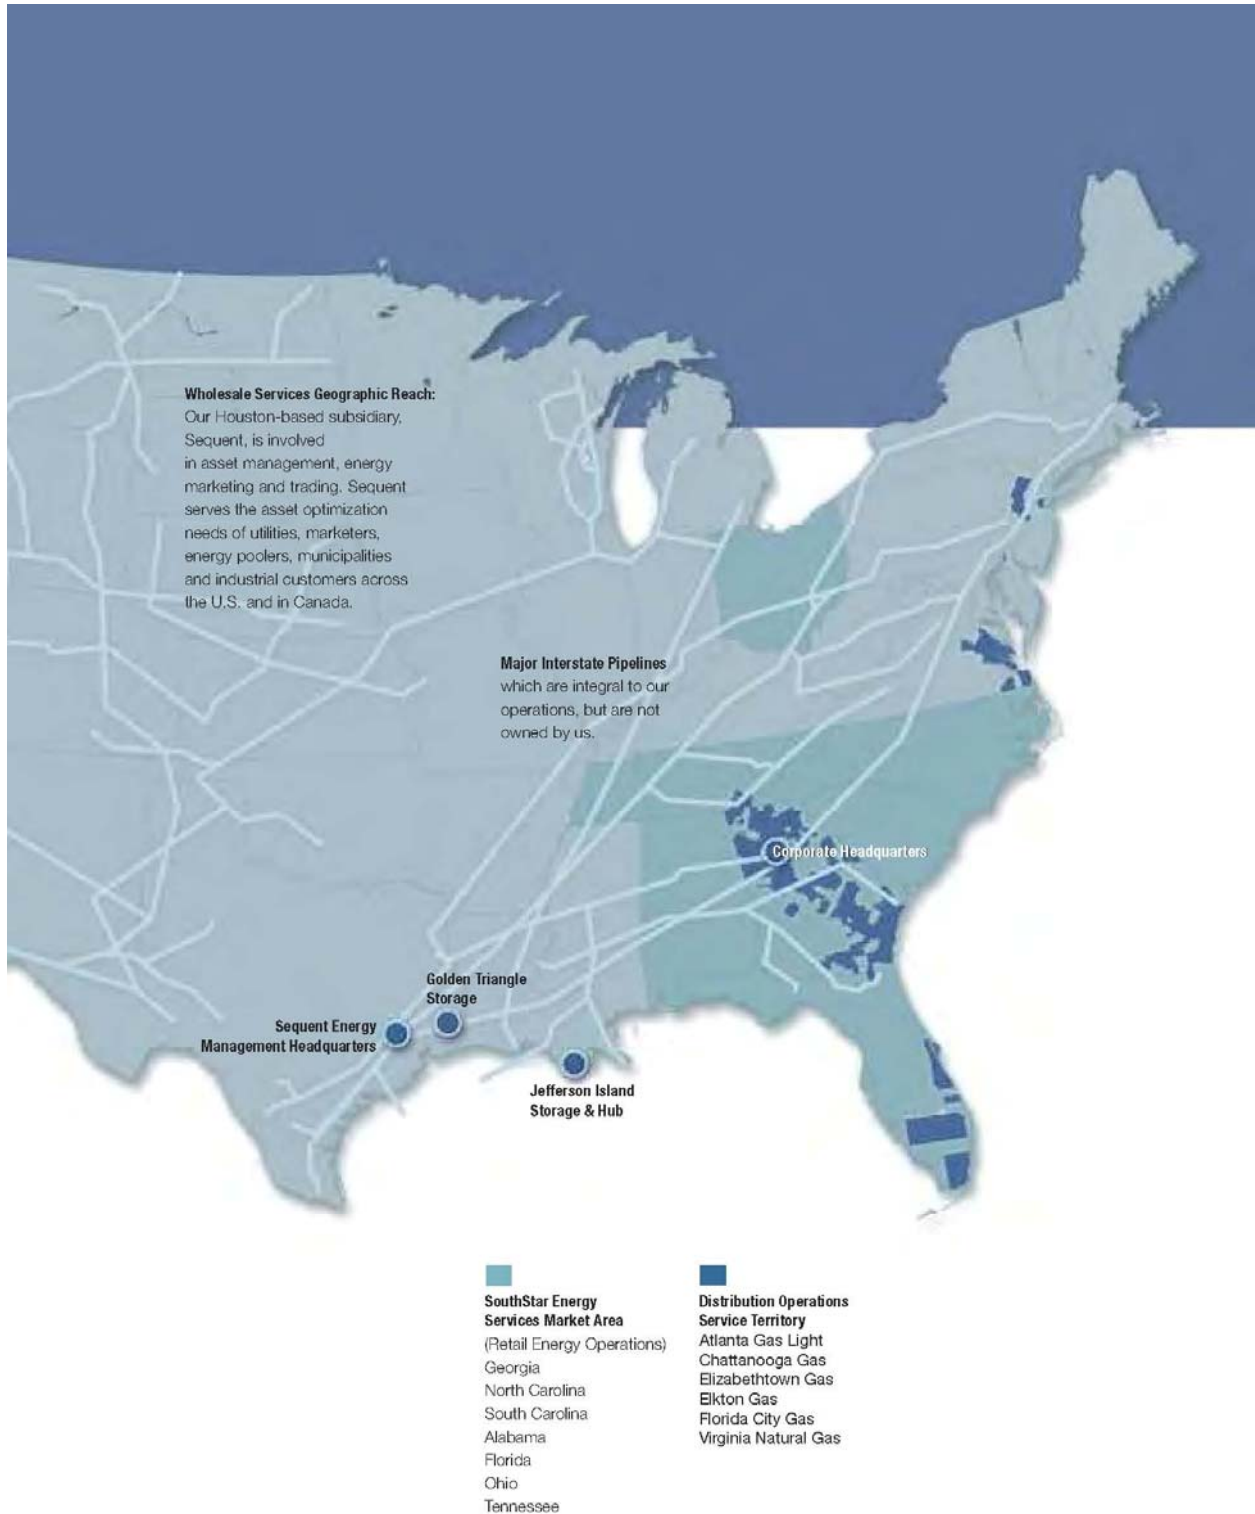 Wholesale Services Geographic Reach:
Our Houston-based subsidiary,
Sequent, is involved
in asset management, energy
marketing and trading. Sequent
serves the asset optimization
needs of utilities, marketers,
energy poolers, municipalities
and industrial customers across
the U.S. and in Canada.
Major Interstate Pipelines
which are integral to our
operations, but are not
owned by us.
Corporate Headquarters
Golden Triangle
Storage
Sequent Energy
Management Headquarters
Jefferson Island
Storage & Hub
SouthStar Energy
Services Market Area
(Retail Energy Operations)
Georgia
North Carolina
South Carolina
Alabama
Florida
Ohio
Tennessee
Distribution Operations
Service Territory
Atlanta Gas Light
Chattanooga Gas
Elizabethtown Gas
Elkton Gas
Florida City Gas
Virginia Natural Gas